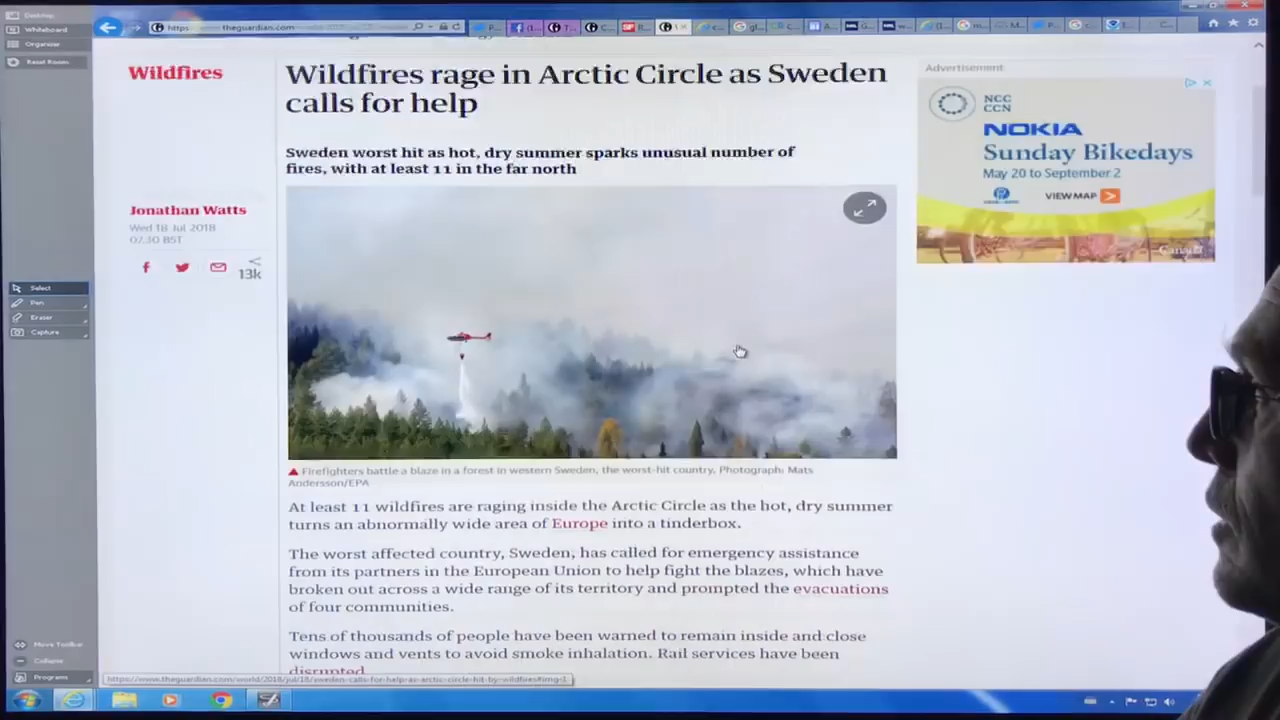 Desktop
Whiteboard
Organizer
Reset Room
https
theguardian.com
Wildfires
Wildfires rage in Arctic Circle as Sweden
calls for help
Sweden worst hit as hot, dry summer sparks unusual number of
fires, with at least 11 in the far north
Jonathan Watts
Wed 18 Jul 2018
07.30 BST
13k
Advertisement
NCC
CCN
NOKIA
Sunday Bikedays
May 20 to September 2
VIEW MAP
Canada
Select
Pen
Eraser
Capture
Firefighters battle a blaze in a forest in western Sweden, the worst-hit country. Photograph: Mats
Andersson/EPA
At least 11 wildfires are raging inside the Arctic Circle as the hot, dry summer
turns an abnormally wide area of Europe into a tinderbox.
The worst affected country, Sweden, has called for emergency assistance
from its partners in the European Union to help fight the blazes, which have
broken out across a wide range of its territory and prompted the evacuations
of four communities.
Tens of thousands of people have been warned to remain inside and close
windows and vents to avoid smoke inhalation. Rail services have been
disrupted
Move Toolbar
Collapse
Programs
https://www.theguardian.com/world/2018/jul/18/sweden-calls-for-help-as-arctic-circle-hit-by-wildfires#img-1